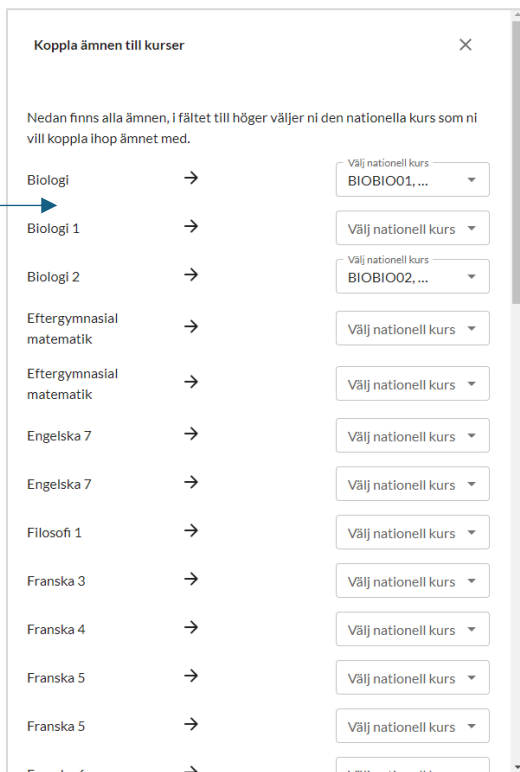 Koppla ämnen till kurser
Nedan finns alla ämnen, i fältet till höger väljer ni den nationella kurs som ni
vill koppla ihop ämnet med.
Biologi
Välj nationell kurs
BIOBIO01, ...
Biologi 1
Välj nationell kurs
Biologi 2
Välj nationell kurs
BIOBIO02, ...
Eftergymnasial
matematik
Välj nationell kurs
Eftergymnasial
matematik
Välj nationell kurs
Engelska 7
Välj nationell kurs
Engelska 7
Välj nationell kurs
Filosofi 1
Välj nationell kurs
Franska 3
Välj nationell kurs
Franska 4
Välj nationell kurs
Franska 5
Välj nationell kurs
Franska 5
Välj nationell kurs